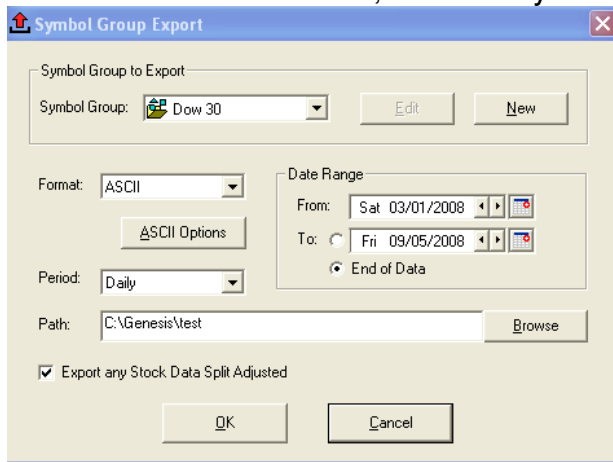 Symbol Group Export
Symbol Group to Export
Symbol Group: Dow 30 Edit New
Format: ASCII
ASCII Options
Period: Daily
Date Range
From: Sat 03/01/2008
To: Fri 09/05/2008
End of Data
Path: C:\Genesis\test Browse
Export any Stock Data Split Adjusted
OK Cancel